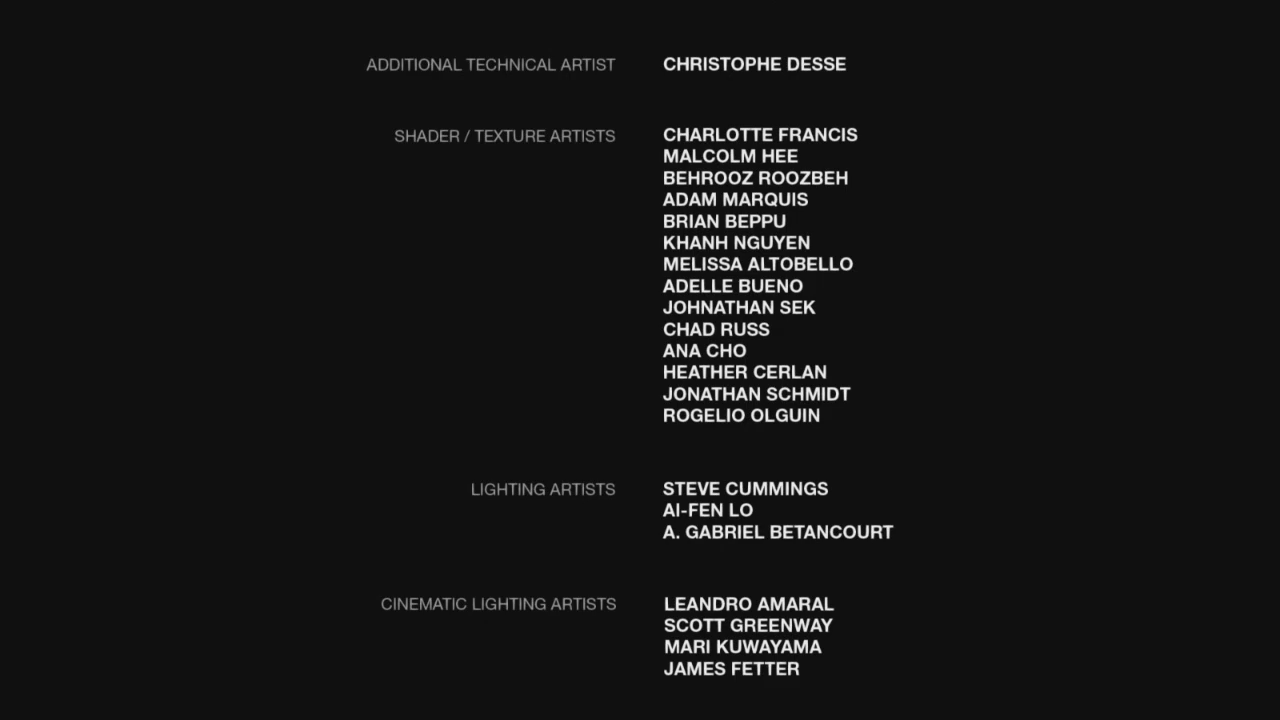 ADDITIONAL TECHNICAL ARTIST CHRISTOPHE DESSE
SHADER / TEXTURE ARTISTS CHARLOTTE FRANCIS
MALCOLM HEE
BEHROOZ ROOZBEH
ADAM MARQUIS
BRIAN BEPPU
KHANH NGUYEN
MELISSA ALTOBELLO
ADELLE BUENO
JOHNATHAN SEK
CHAD RUSS
ANA CHO
HEATHER CERLAN
JONATHAN SCHMIDT
ROGELIO OLGUIN
LIGHTING ARTISTS STEVE CUMMINGS
AI-FEN LO
A. GABRIEL BETANCOURT
CINEMATIC LIGHTING ARTISTS LEANDRO AMARAL
SCOTT GREENWAY
MARI KUWAYAMA
JAMES FETTER